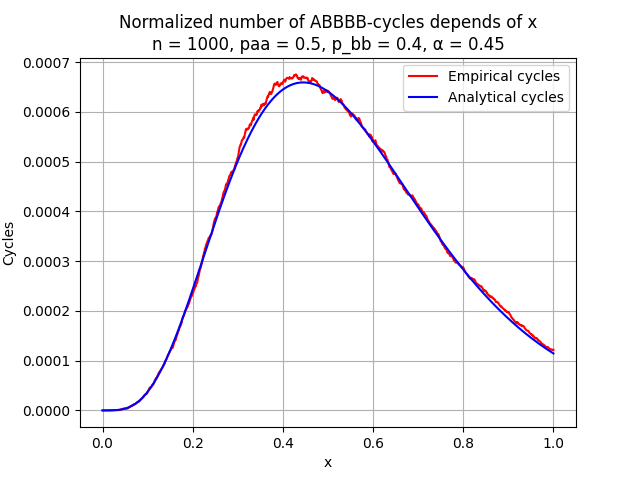 Normalized number of ABBBB-cycles depends of x
n = 1000, paa = 0.5, p_bb = 0.4, α = 0.45
Empirical cycles
Analytical cycles
Cycles
0.0007
0.0006
0.0005
0.0004
0.0003
0.0002
0.0001
0.0000
0.0
0.2
0.4
0.6
0.8
1.0
x